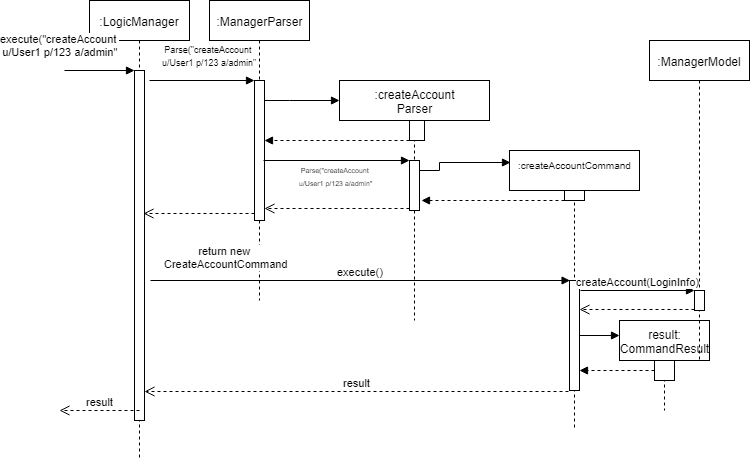 :LogicManager
:ManagerParser
execute("createAccount
u/User1 p/123 a/admin"
Parse("createAccount
u/User1 p/123 a/admin"
:ManagerModel
:createAccount
Parser
Parse("createAccount
u/User1 p/123 a/admin"
:createAccountCommand
return new
CreateAccountCommand
execute()
createAccount(LoginInfo)
result:
CommandResult
result
result